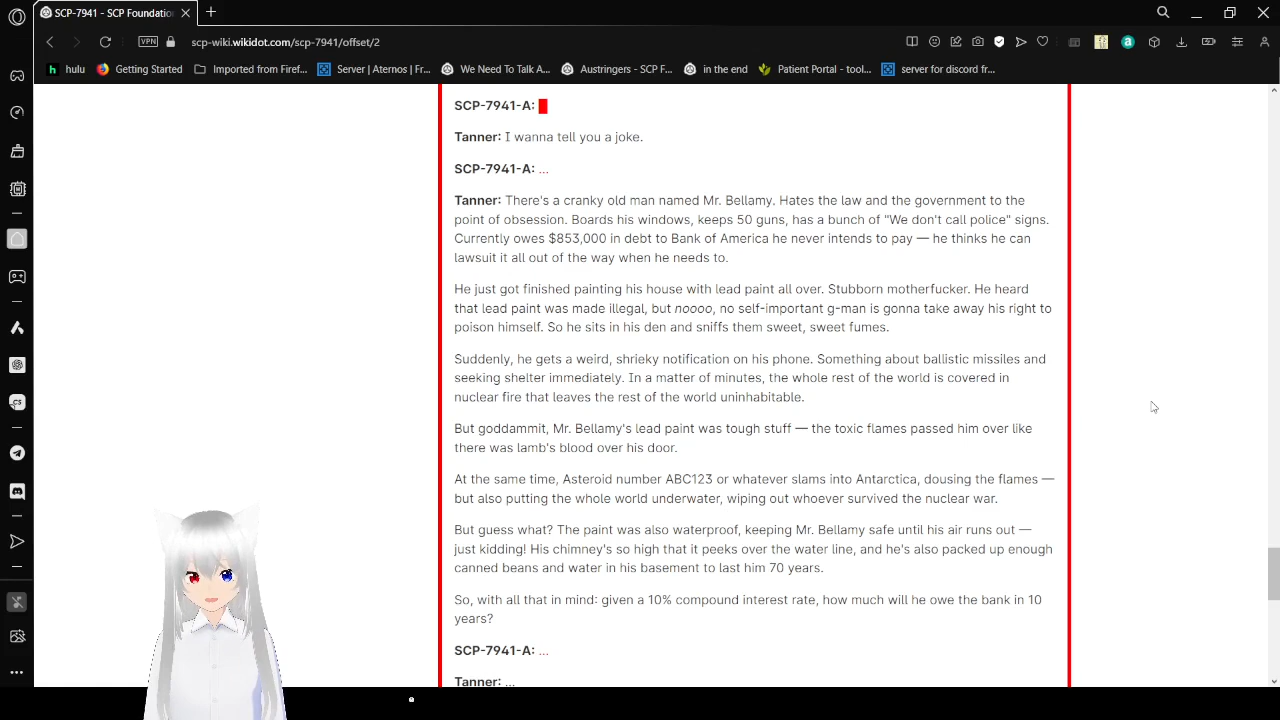 SCP-7941 - SCP Foundatio
scp-wiki.wikidot.com/scp-7941/offset/2
VPN
hulu
Getting Started
Imported from Firef...
Server | Aternos | Fr...
We Need To Talk A...
Austringers - SCP F...
in the end
Patient Portal - tool...
server for discord fr...
SCP-7941-A:
Tanner: I wanna tell you a joke.
SCP-7941-A: ...
Tanner: There's a cranky old man named Mr. Bellamy. Hates the law and the government to the
point of obsession. Boards his windows, keeps 50 guns, has a bunch of "We don't call police" signs.
Currently owes $853,000 in debt to Bank of America he never intends to pay — he thinks he can
lawsuit it all out of the way when he needs to.
He just got finished painting his house with lead paint all over. Stubborn motherfucker. He heard
that lead paint was made illegal, but noooo, no self-important g-man is gonna take away his right to
poison himself. So he sits in his den and sniffs them sweet, sweet fumes.
Suddenly, he gets a weird, shrieky notification on his phone. Something about ballistic missiles and
seeking shelter immediately. In a matter of minutes, the whole rest of the world is covered in
nuclear fire that leaves the rest of the world uninhabitable.
But goddammit, Mr. Bellamy's lead paint was tough stuff — the toxic flames passed him over like
there was lamb's blood over his door.
At the same time, Asteroid number ABC123 or whatever slams into Antarctica, dousing the flames —
but also putting the whole world underwater, wiping out whoever survived the nuclear war.
But guess what? The paint was also waterproof, keeping Mr. Bellamy safe until his air runs out —
just kidding! His chimney's so high that it peeks over the water line, and he's also packed up enough
canned beans and water in his basement to last him 70 years.
So, with all that in mind: given a 10% compound interest rate, how much will he owe the bank in 10
years?
SCP-7941-A: ...
Tanner: ...